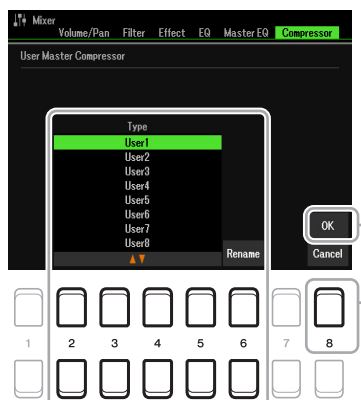 Mixer
Volume/Pan Filter Effect EQ Master EQ Compressor
User Master Compressor
Type
User1
User2
User3
User4
User5
User6
User7
User8
OK
Rename
Cancel
1 2 3 4 5 6 7 8